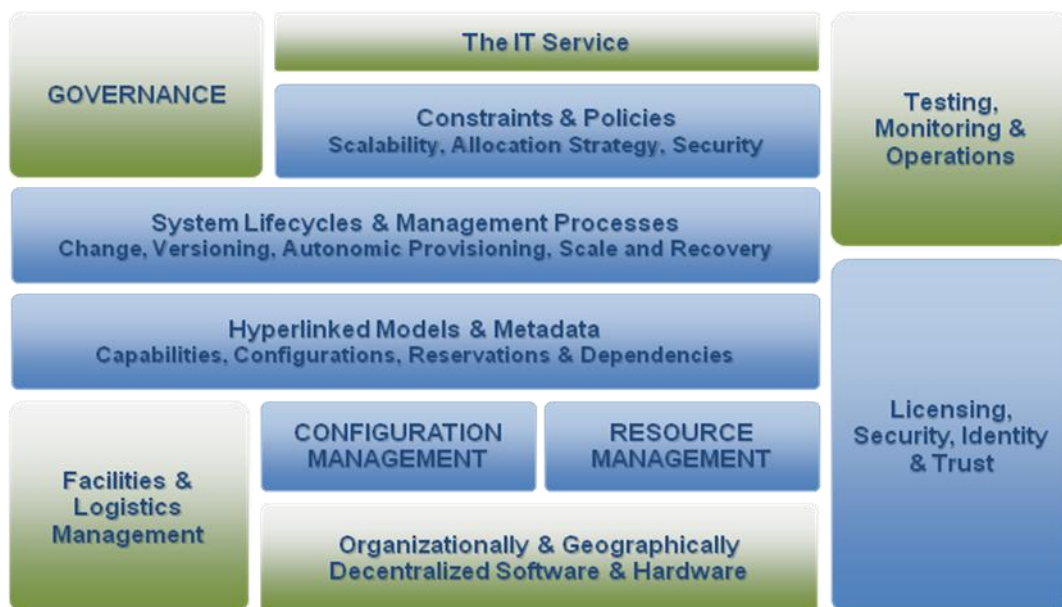 GOVERNANCE
The IT Service
Constraints & Policies
Scalability, Allocation Strategy, Security
Testing,
Monitoring &
Operations
System Lifecycles & Management Processes
Change, Versioning, Autonomic Provisioning, Scale and Recovery
Hyperlinked Models & Metadata
Capabilities, Configurations, Reservations & Dependencies
Licensing,
Security, Identity
& Trust
Facilities &
Logistics
Management
CONFIGURATION
MANAGEMENT
RESOURCE
MANAGEMENT
Organizationally & Geographically
Decentralized Software & Hardware